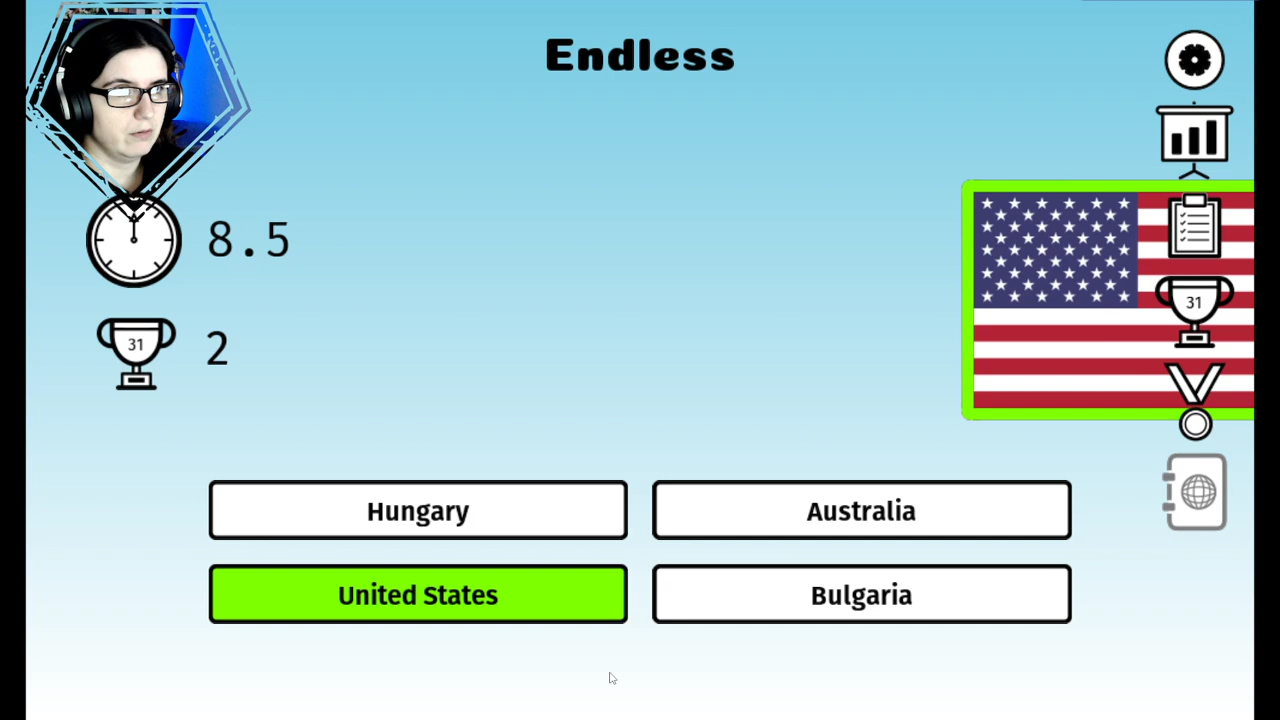 Endless
8.5
31
31
2
Hungary
Australia
United States
Bulgaria